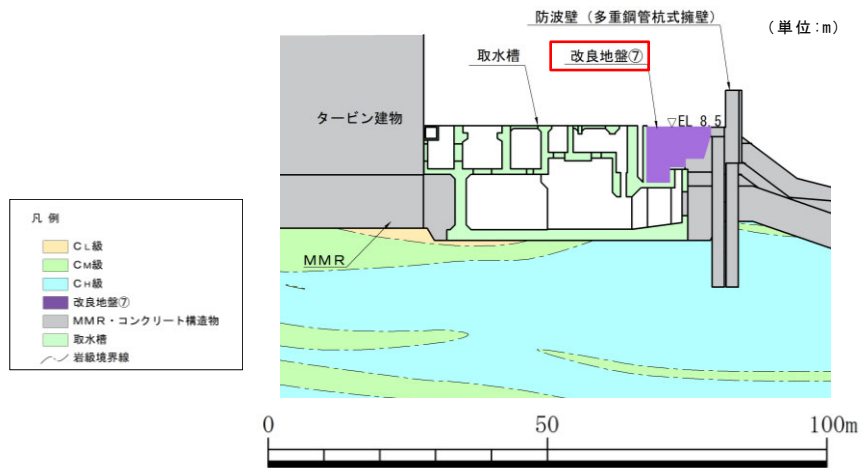 防波壁（多重鋼管杭式擁壁）
（単位:m）
取水槽
改良地盤⑦
タービン建物
▽EL 8.5
MMR
凡例
CL級
CM級
CH級
改良地盤⑦
MMR・コンクリート構造物
取水槽
岩級境界線
0 50 100m